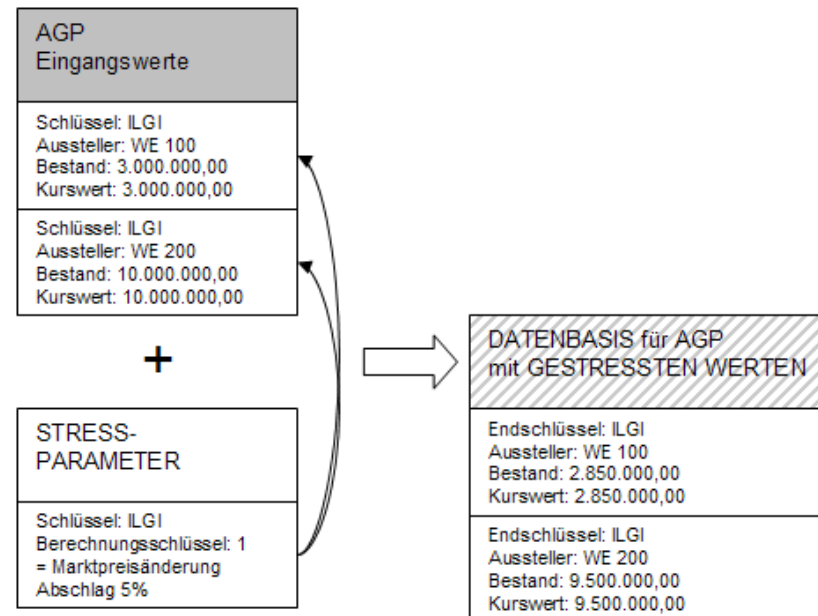 AGP
Eingangswerte
Schlüssel: ILGI
Aussteller: WE 100
Bestand: 3.000.000,00
Kurswert: 3.000.000,00
Schlüssel: ILGI
Aussteller: WE 200
Bestand: 10.000.000,00
Kurswert: 10.000.000,00
+
STRESS-
PARAMETER
Schlüssel: ILGI
Berechnungsschlüssel: 1
= Marktpreisänderung
Abschlag 5%
DATENBASIS für AGP
mit GESTRESSTEN WERTEN
Endschlüssel: ILGI
Aussteller: WE 100
Bestand: 2.850.000,00
Kurswert: 2.850.000,00
Endschlüssel: ILGI
Aussteller: WE 200
Bestand: 9.500.000,00
Kurswert: 9.500.000,00